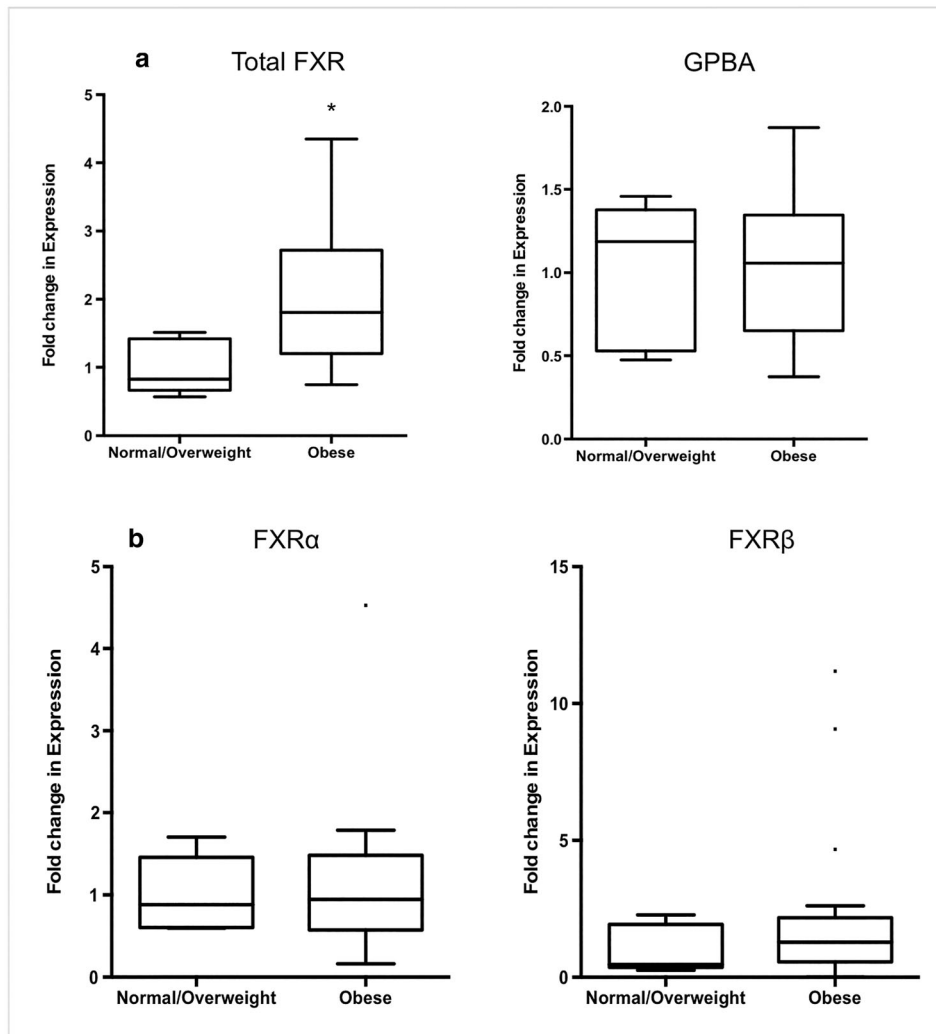 a
Total FXR
GPBA
*
Fold change in Expression
5
4
3
2
1
0
Normal/Overweight
Obese
Fold change in Expression
2.0
1.5
1.0
0.5
0.0
Normal/Overweight
Obese
b
FXRα
FXRβ
Fold change in Expression
5
4
3
2
1
0
Normal/Overweight
Obese
Fold change in Expression
15
10
5
0
Normal/Overweight
Obese